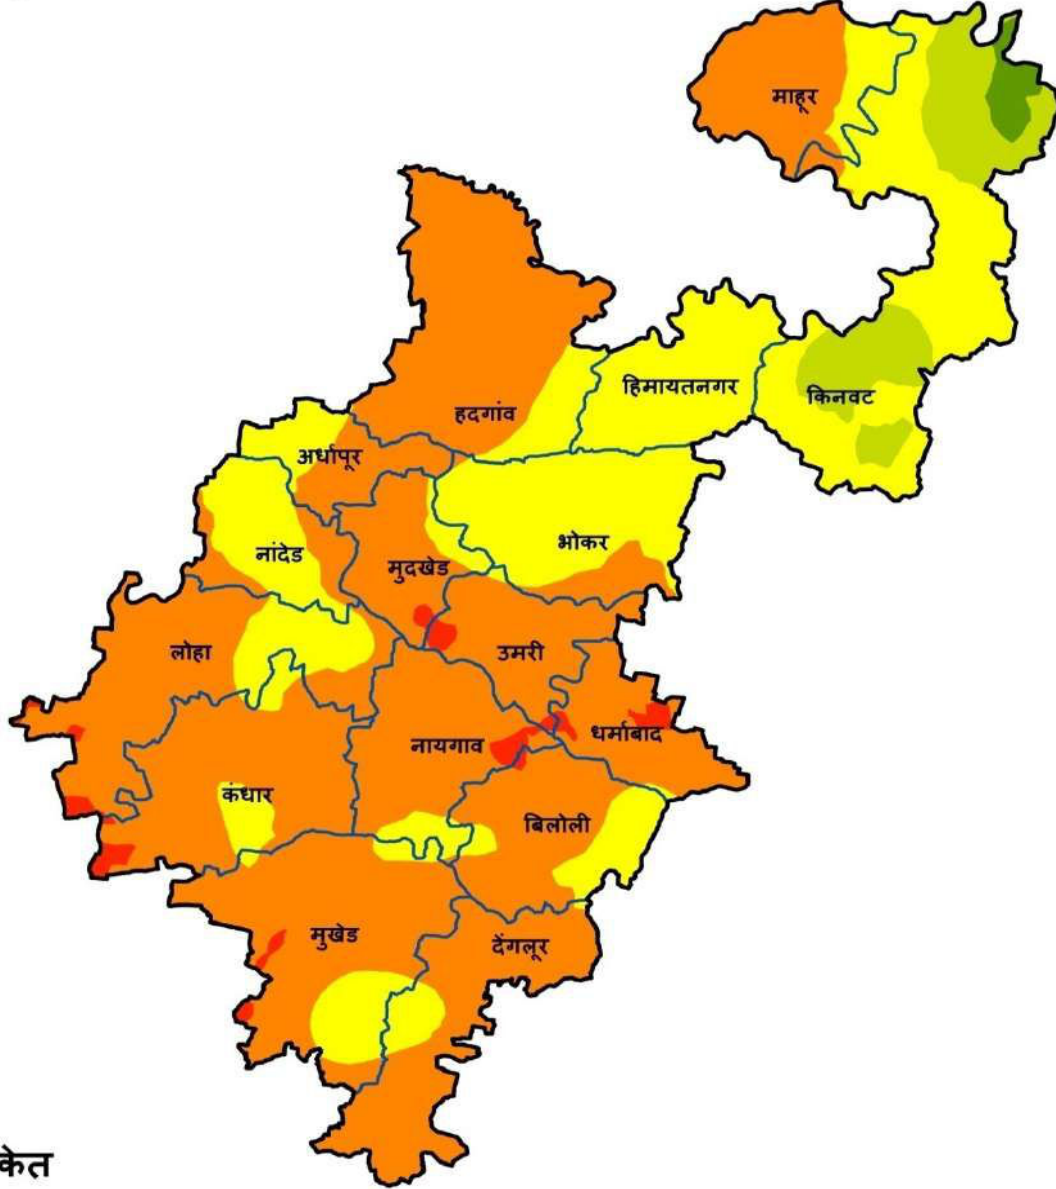 माहूर
हिमायतनगर
किनवट
हदगांव
अर्धापूर
भोकर
नांदेड
मुदखेड
लोहा
उमरी
धर्माबाद
नायगाव
कंधार
बिलोली
मुखेड
देंगलूर
केत